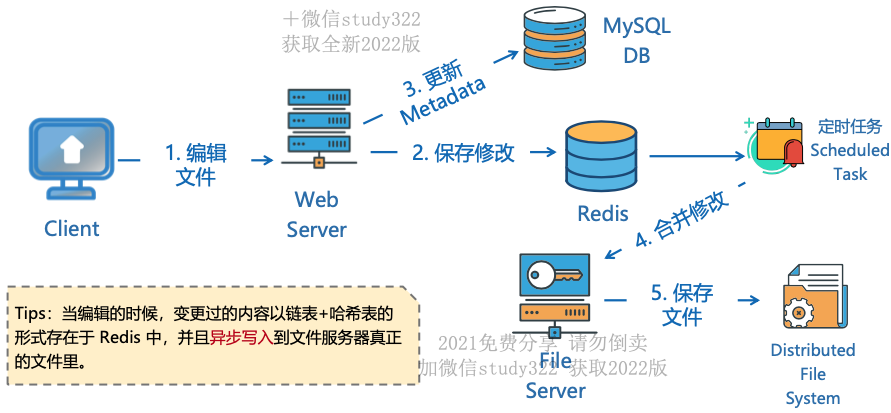 ＋微信study322
获取全新2022版
MySQL
DB
3. 更新
Metadata
1. 编辑
文件
2. 保存修改
定时任务
Scheduled
Task
Client
Web
Server
Redis
4. 合并修改
Tips：当编辑的时候，变更过的内容以链表+哈希表的
形式存在于 Redis 中，并且异步写入到文件服务器真正
的文件里。
5. 保存
文件
2021免费分享 请勿倒卖
加微信study322 获取2022版
File
Server
Distributed
File
System